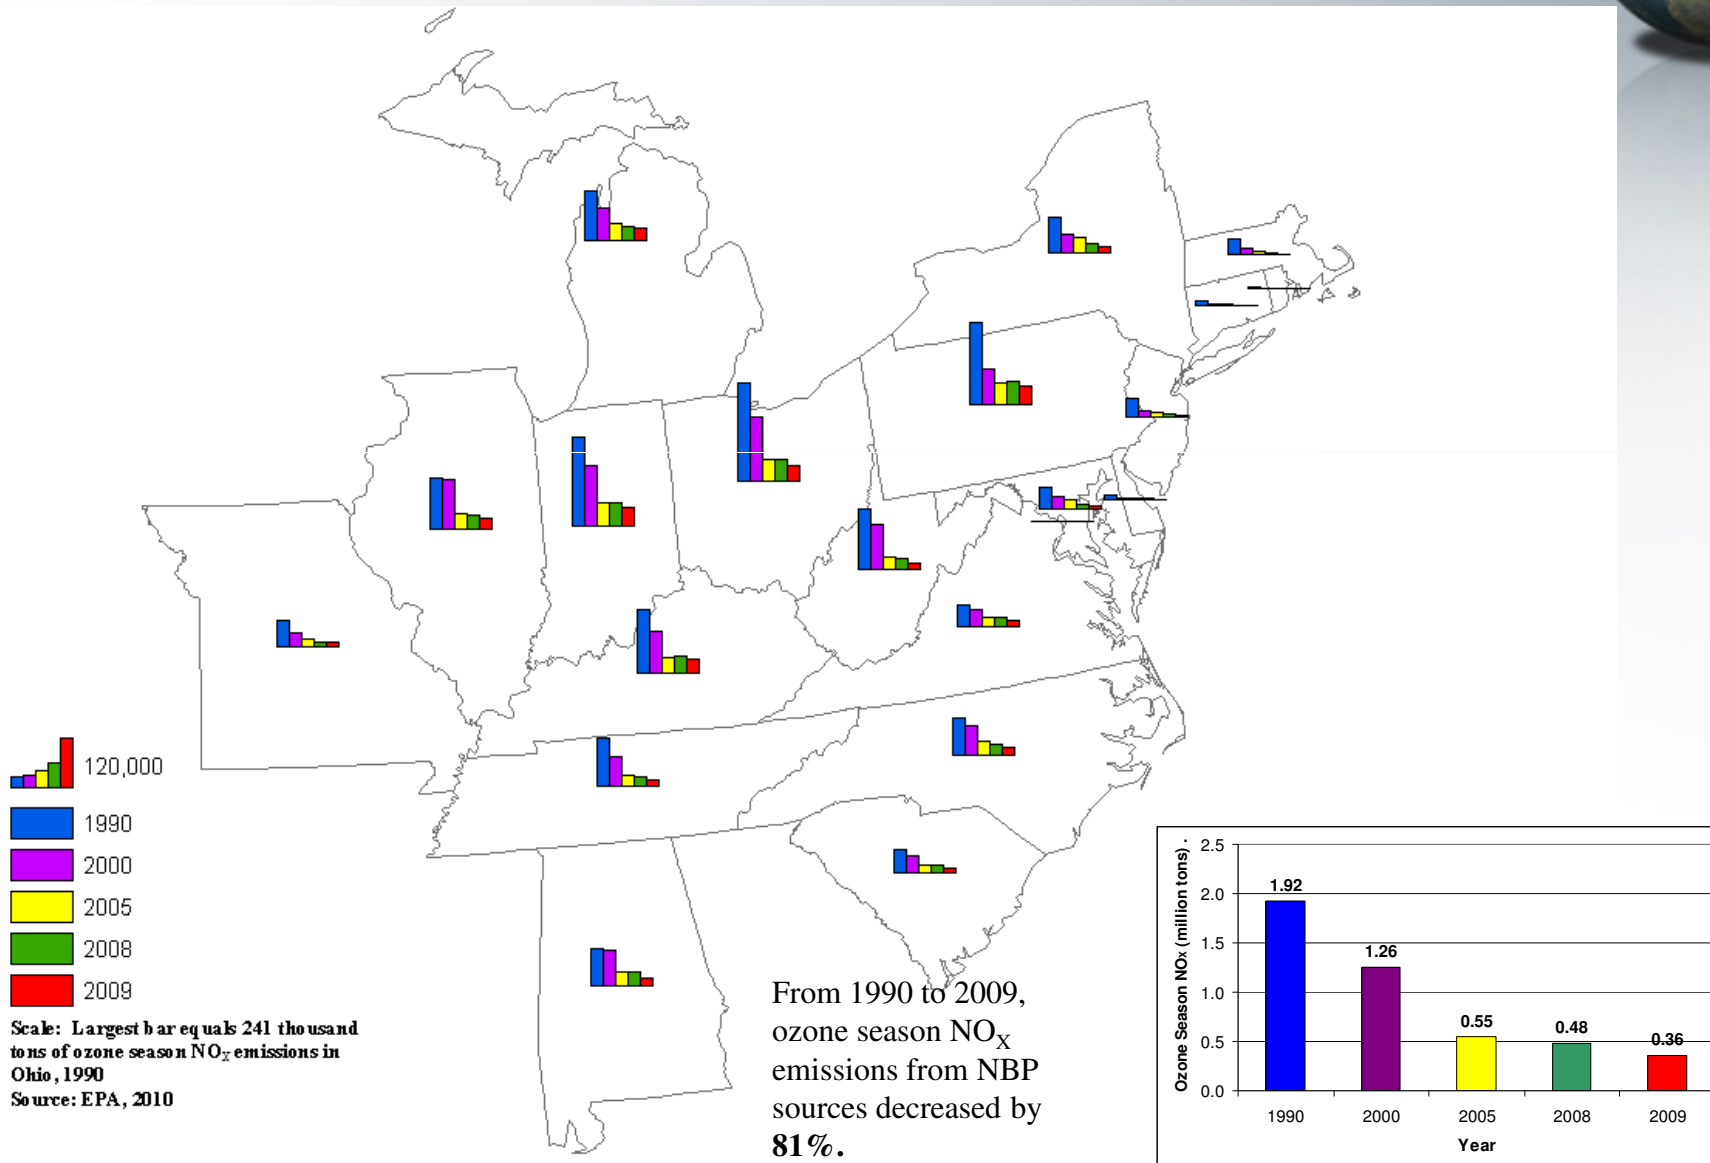 120,000
1990
2000
2005
2008
2009
Scale: Largest bar equals 241 thousand
tons of ozone season NOX emissions in
Ohio, 1990
Source: EPA, 2010
From 1990 to 2009,
ozone season NOX
emissions from NBP
sources decreased by
81%.
Ozone Season NOx (million tons) .
2.5
2.0
1.5
1.0
0.5
0.0
1.92
1.26
0.55
0.48
0.36
1990 2000 2005 2008 2009
Year